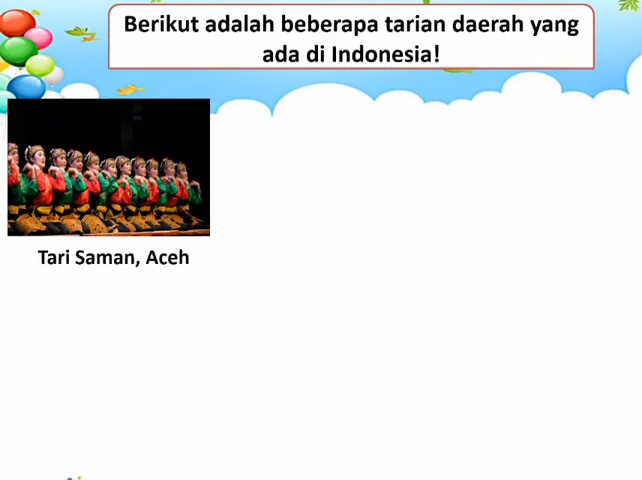 Berikut adalah beberapa tarian daerah yang
ada di Indonesia!
Tari Saman, Aceh